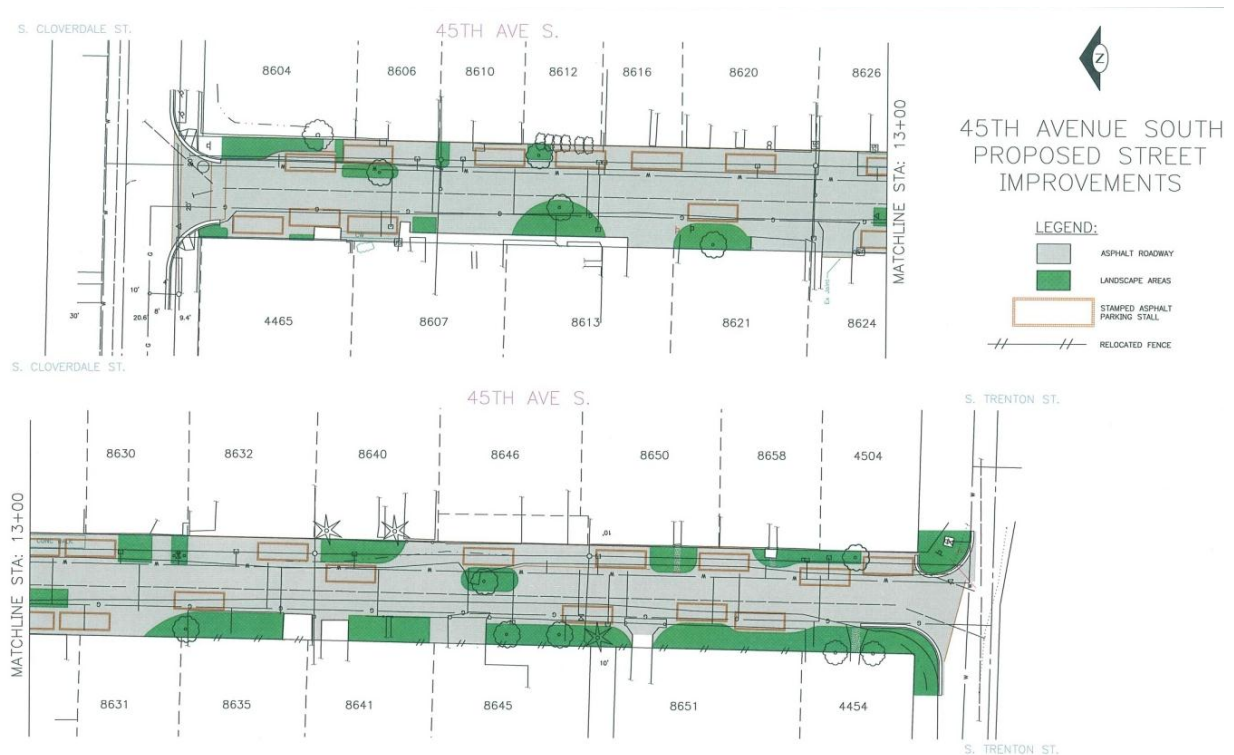 S. CLOVERDALE ST.
45TH AVE S.
8604
8606
8610
8612
8616
8620
8626
MATCHLINE STA: 13+00
20'
10'
4'
30'
20.6'
8'
9.4'
4465
8607
8613
8621
8624
S. CLOVERDALE ST.
N
45TH AVENUE SOUTH
PROPOSED STREET
IMPROVEMENTS
LEGEND:
ASPHALT ROADWAY
LANDSCAPE AREAS
STAMPED ASPHALT
PARKING STALL
RELOCATED FENCE
45TH AVE S.
S. TRENTON ST.
8630
8632
8640
8646
8650
8658
4504
MATCHLINE STA: 13+00
10'
10'
8631
8635
8641
8645
8651
4454
S. TRENTON ST.